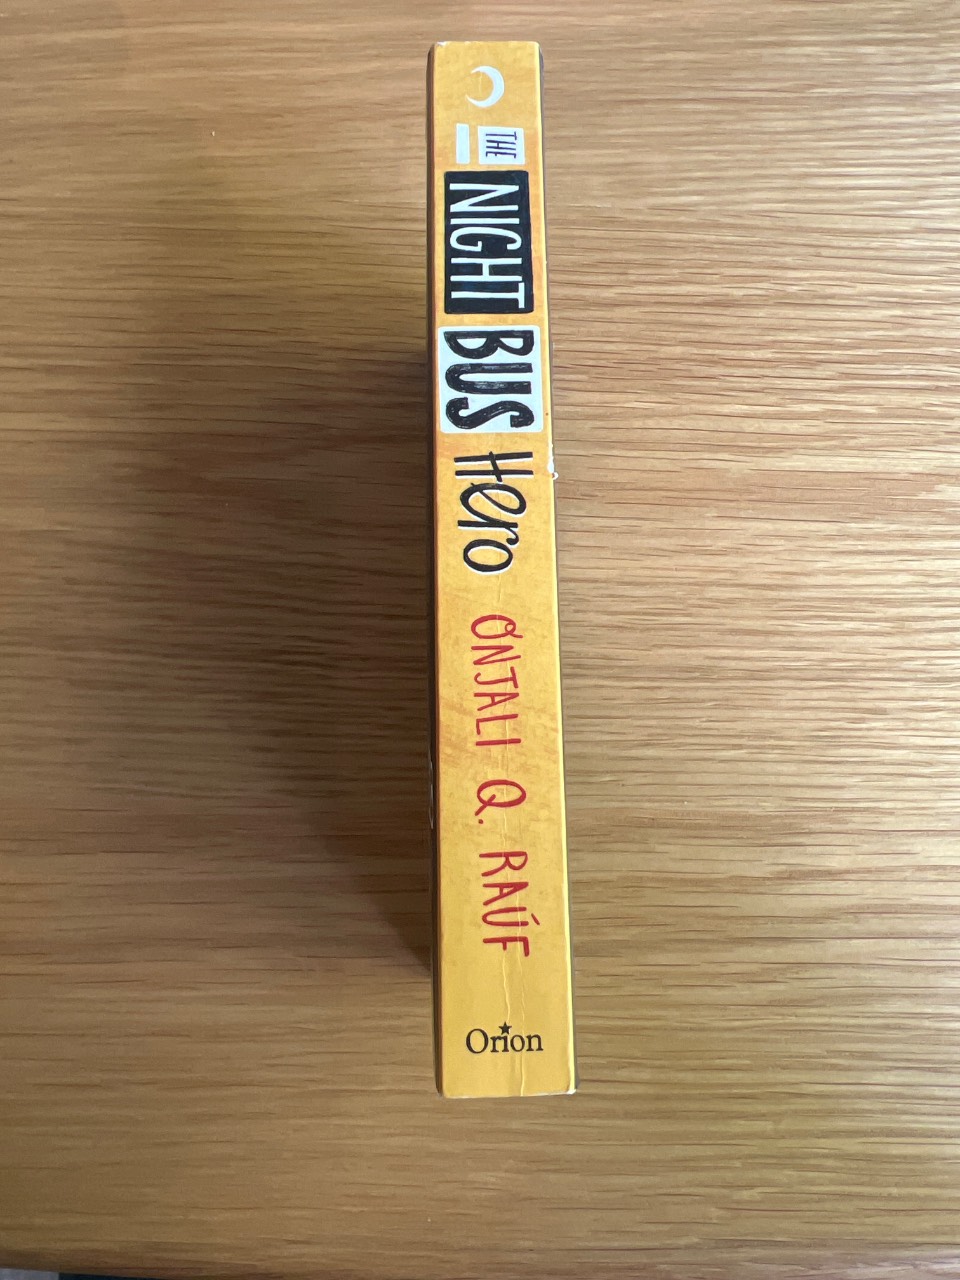 THE
NIGHT
BUS
Hero
ONJALI Q. RAÚF
Orion